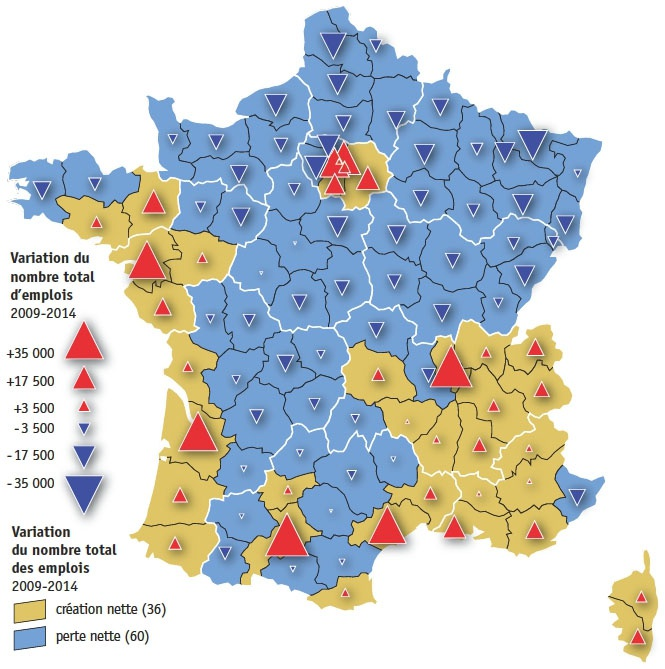 Variation du
nombre total
d'emplois
2009-2014
+35 000
+17 500
+3 500
- 3 500
-17 500
- 35 000
Variation
du nombre total
des emplois
2009-2014
création nette (36)
perte nette (60)